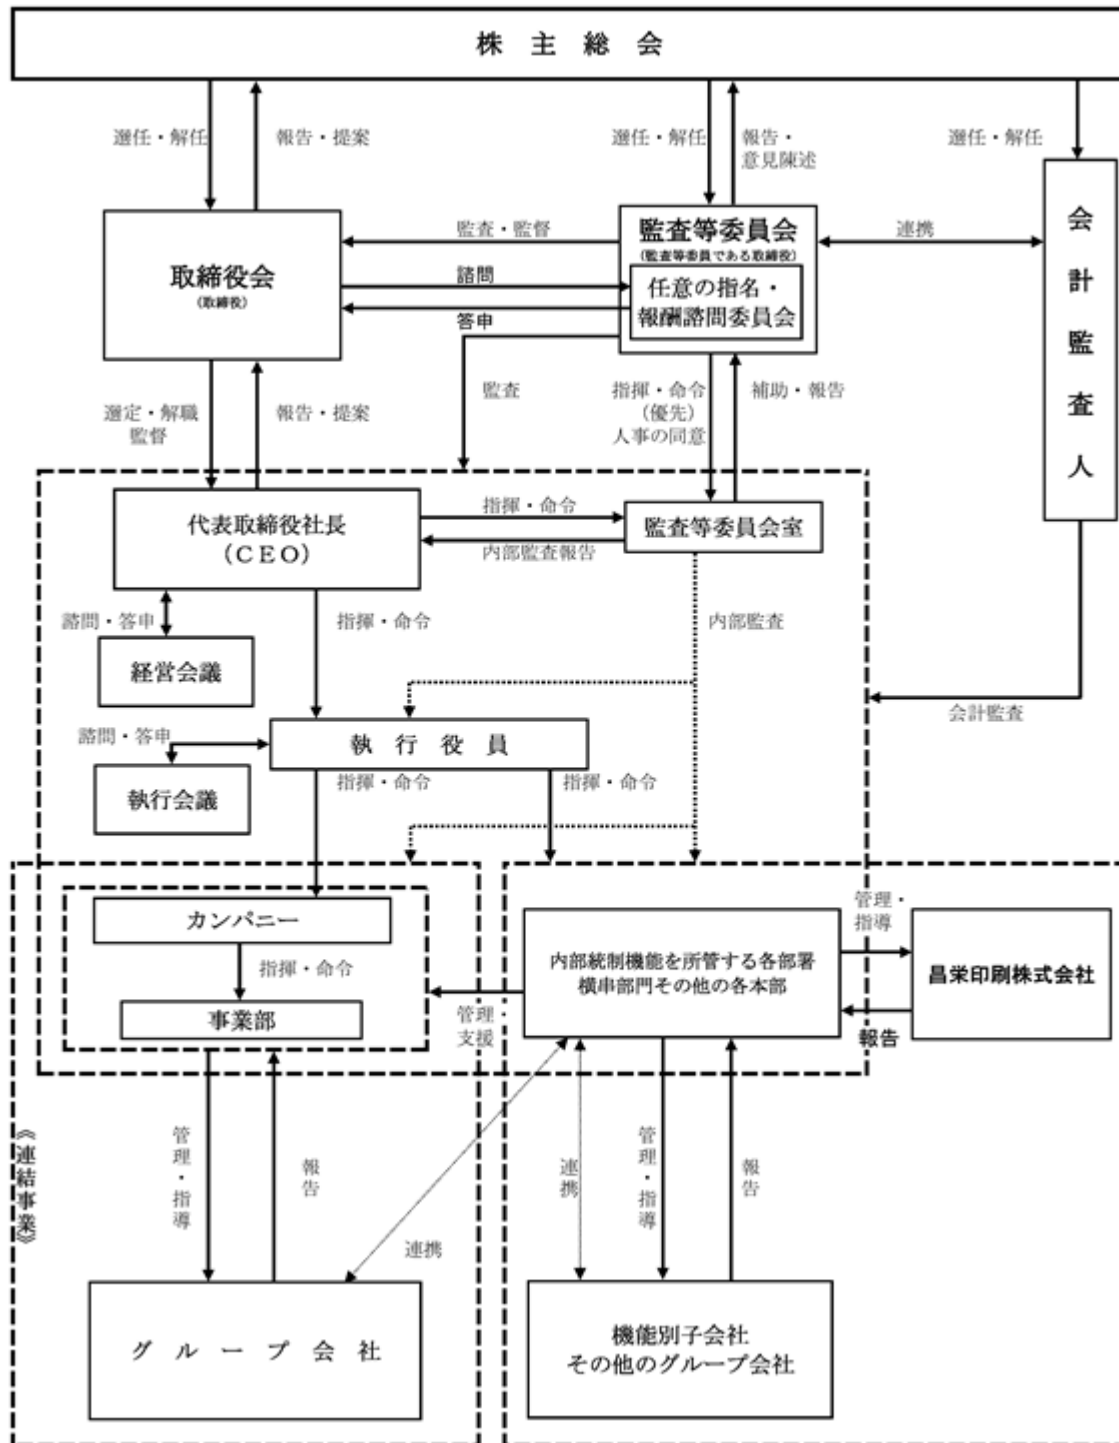 株主総会
選任・解任
報告・提案
選任・解任
報告・
意見陳述
選任・解任
取締役会
(取締役)
監査・監督
諮問
答申
監査等委員会
(監査等委員である取締役)
任意の指名・
報酬諮問委員会
連携
会計監査人
選定・解職
監督
報告・提案
監査
指揮・命令
(優先)
人事の同意
補助・報告
代表取締役社長
(CEO)
指揮・命令
内部監査報告
監査等委員会室
諮問・答申
指揮・命令
内部監査
経営会議
会計監査
諮問・答申
執行役員
執行会議
指揮・命令
指揮・命令
カンパニー
指揮・命令
事業部
管理・
支援
内部統制機能を所管する各部署
横串部門その他の各本部
管理・
指導
報告
昌栄印刷株式会社
《連結事業》
管理・指導
報告
連携
連携
管理・指導
報告
グループ会社
機能別子会社
その他のグループ会社